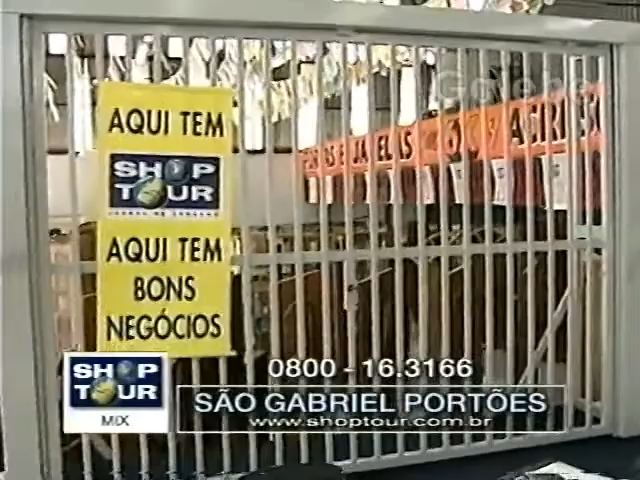 AQUI TEM
SHOP
TOUR
AQUI TEM
BONS
NEGÓCIOS
JANELAS
SHOP
TOUR
MIX
0800 - 16.3166
SÃO GABRIEL PORTÕES
www.shoptour.com.br